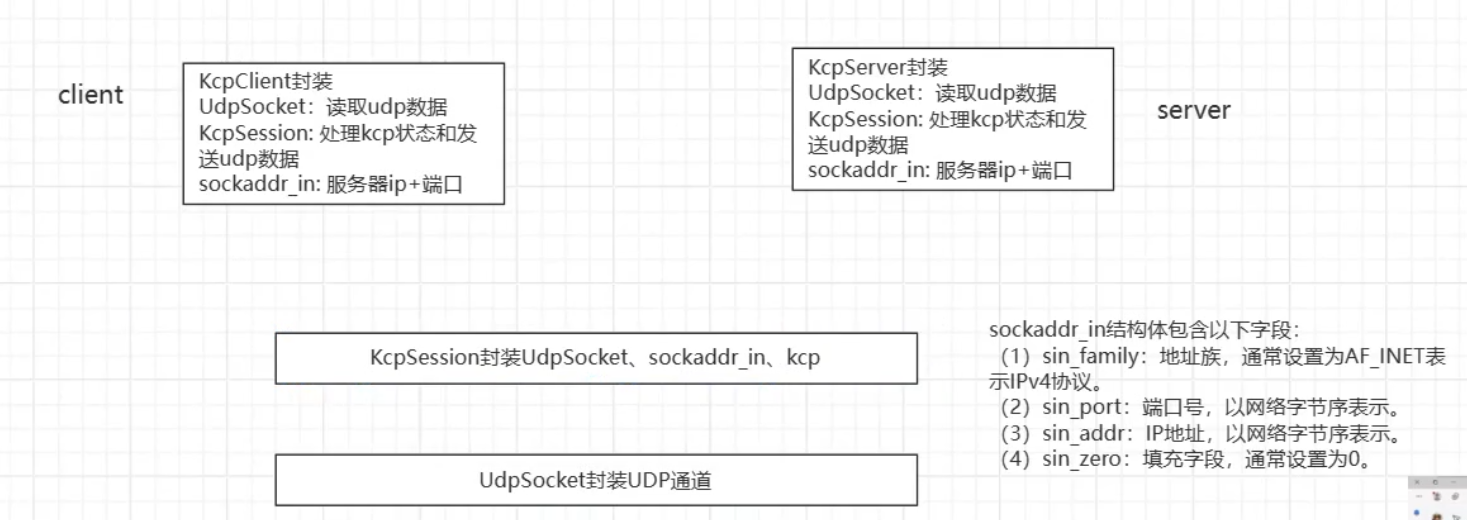 client
KcpClient封装
UdpSocket：读取udp数据
KcpSession: 处理kcp状态和发
送udp数据
sockaddr_in: 服务器ip+端口
KcpServer封装
UdpSocket：读取udp数据
KcpSession: 处理kcp状态和发
送udp数据
sockaddr_in: 服务器ip+端口
server
KcpSession封装UdpSocket、sockaddr_in、kcp
UdpSocket封装UDP通道
sockaddr_in结构体包含以下字段：
（1）sin_family：地址族，通常设置为AF_INET表
示IPv4协议。
（2）sin_port：端口号，以网络字节序表示。
（3）sin_addr：IP地址，以网络字节序表示。
（4）sin_zero：填充字段，通常设置为0。